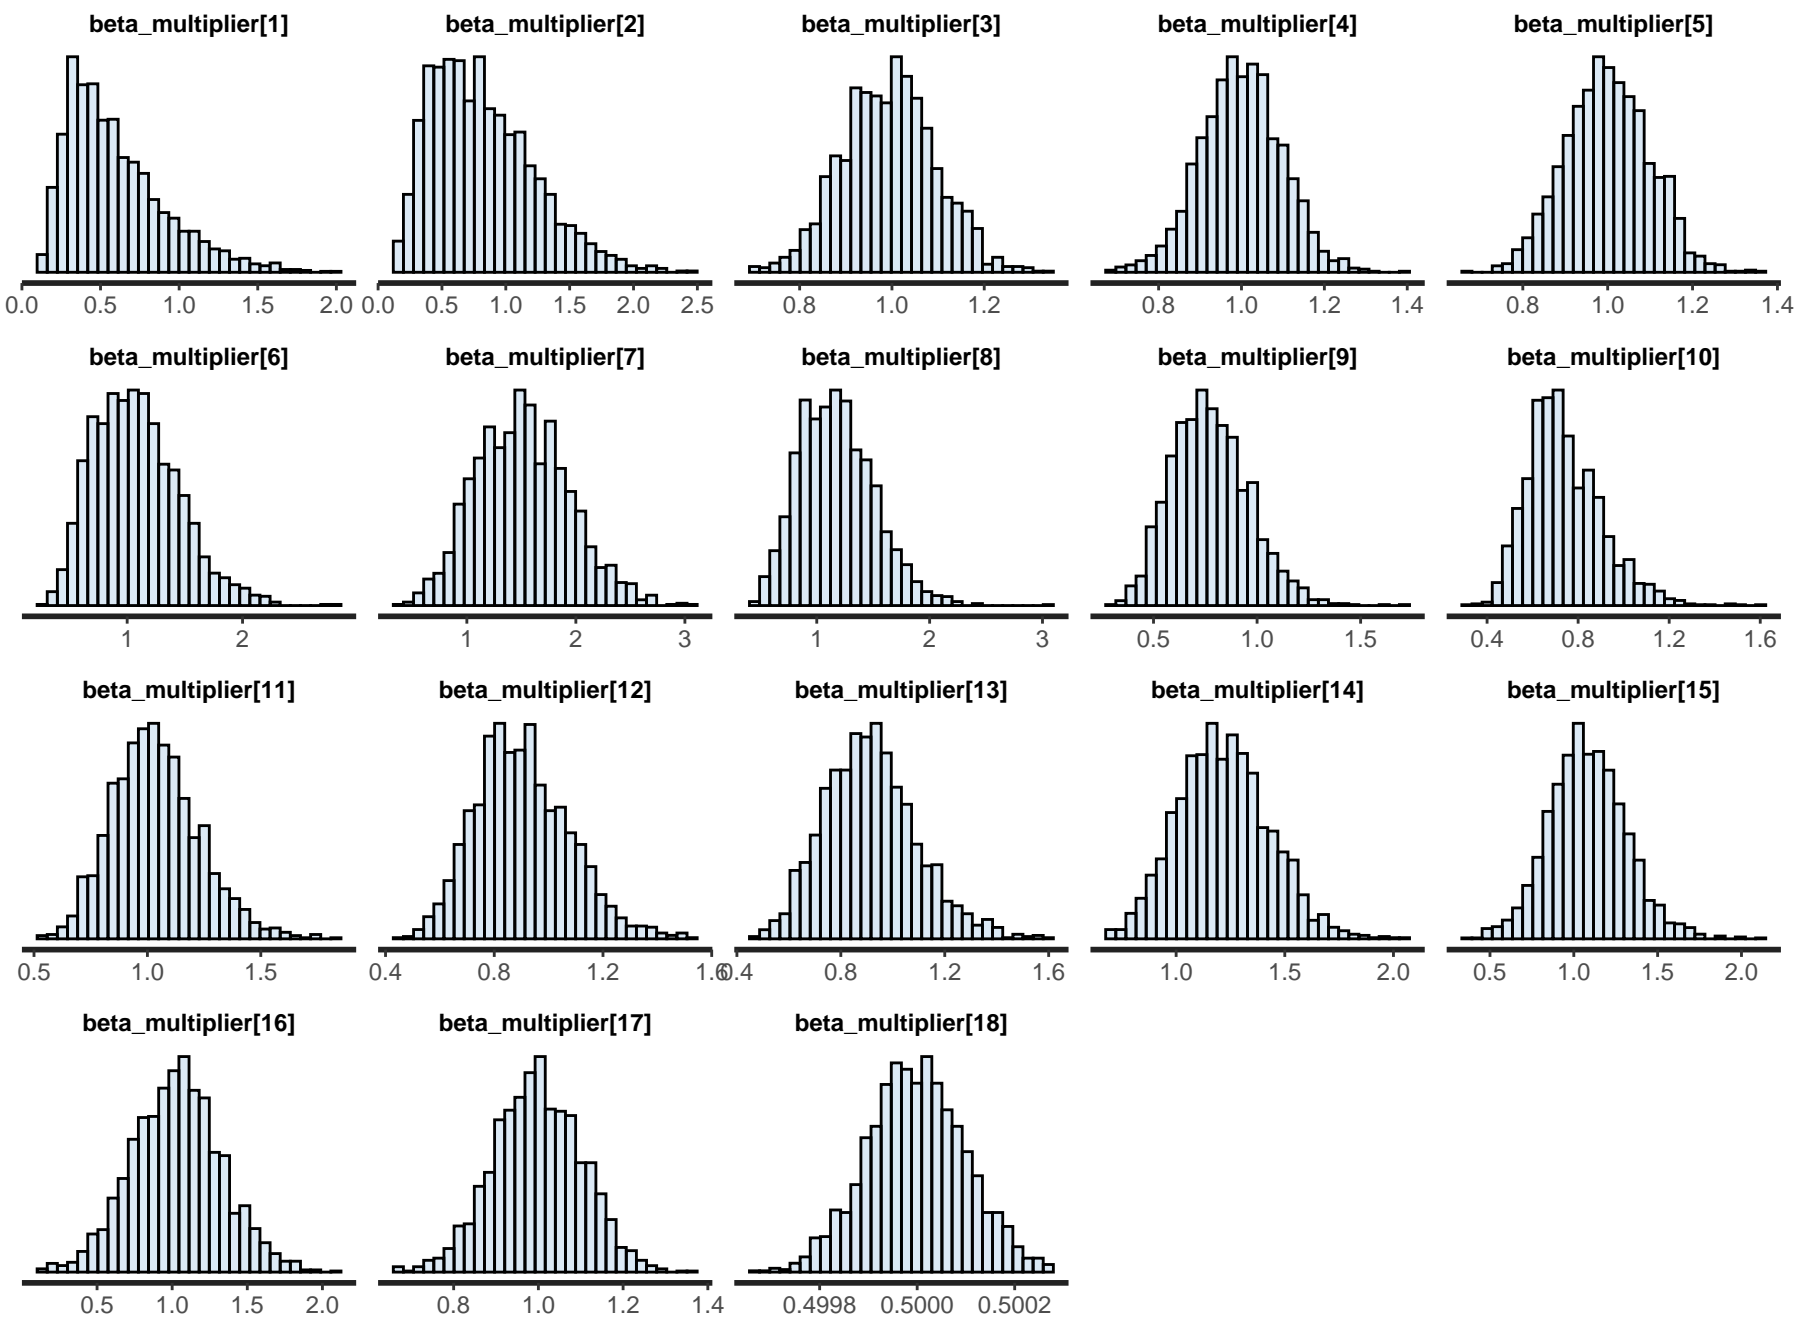 beta_multiplier[1] beta_multiplier[2] beta_multiplier[3] beta_multiplier[4] beta_multiplier[5]
0.0 0.5 1.0 1.5 2.0 0.0 0.5 1.0 1.5 2.0 2.5 0.8 1.0 1.2 0.8 1.0 1.2 1.4 0.8 1.0 1.2 1.4
beta_multiplier[6] beta_multiplier[7] beta_multiplier[8] beta_multiplier[9] beta_multiplier[10]
1 2 1 2 3 1 2 3 0.5 1.0 1.5 0.4 0.8 1.2 1.6
beta_multiplier[11] beta_multiplier[12] beta_multiplier[13] beta_multiplier[14] beta_multiplier[15]
0.5 1.0 1.5 0.4 0.8 1.2 1.6 0.4 0.8 1.2 1.6 1.0 1.5 2.0 0.5 1.0 1.5 2.0
beta_multiplier[16] beta_multiplier[17] beta_multiplier[18]
0.5 1.0 1.5 2.0 0.8 1.0 1.2 1.4 0.4998 0.5000 0.5002